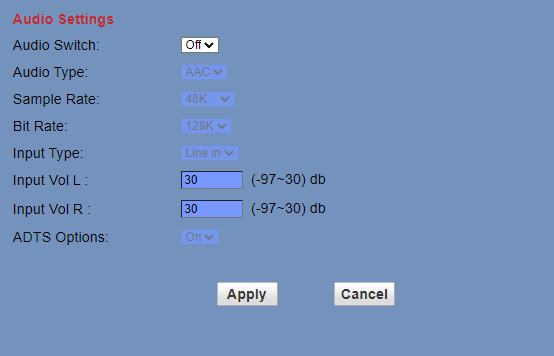 Audio Settings
Audio Switch: Off
Audio Type: AAC
Sample Rate: 48K
Bit Rate: 128K
Input Type: Line in
Input Vol L : 30 (-97~30) db
Input Vol R : 30 (-97~30) db
ADTS Options: On
Apply Cancel